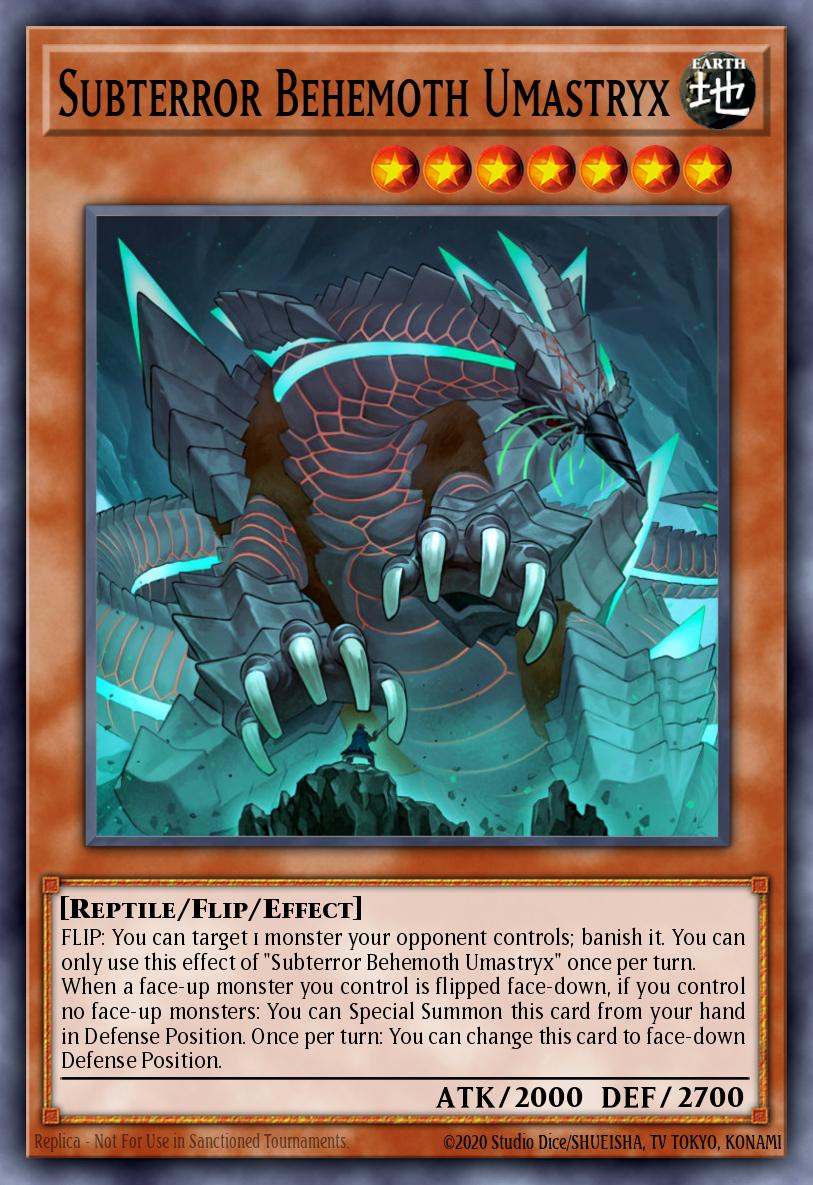 SUBTERROR BEHEMOTH UMASTRYX
EARTH
地
[REPTILE/FLIP/EFFECT]
FLIP: You can target 1 monster your opponent controls; banish it. You can
only use this effect of "Subterror Behemoth Umastryx" once per turn.
When a face-up monster you control is flipped face-down, if you control
no face-up monsters: You can Special Summon this card from your hand
in Defense Position. Once per turn: You can change this card to face-down
Defense Position.
ATK/2000 DEF/2700
Replica - Not For Use in Sanctioned Tournaments.
©2020 Studio Dice/SHUEISHA, TV TOKYO, KONAMI